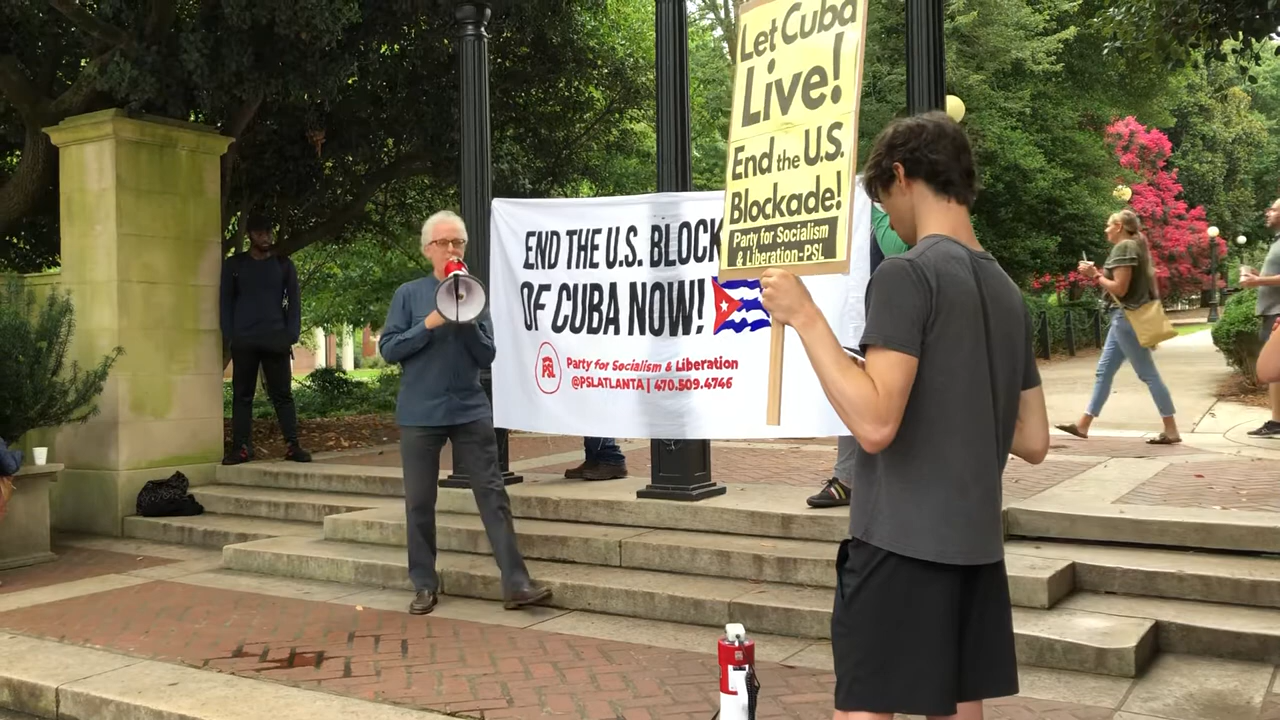 Let Cuba
Live!
End the U.S.
Blockade!
Party for Socialism
& Liberation-PSL
END THE U.S. BLOCK
OF CUBA NOW!
PSL
Party for Socialism & Liberation
@PSLATLANTA | 470.509.4746